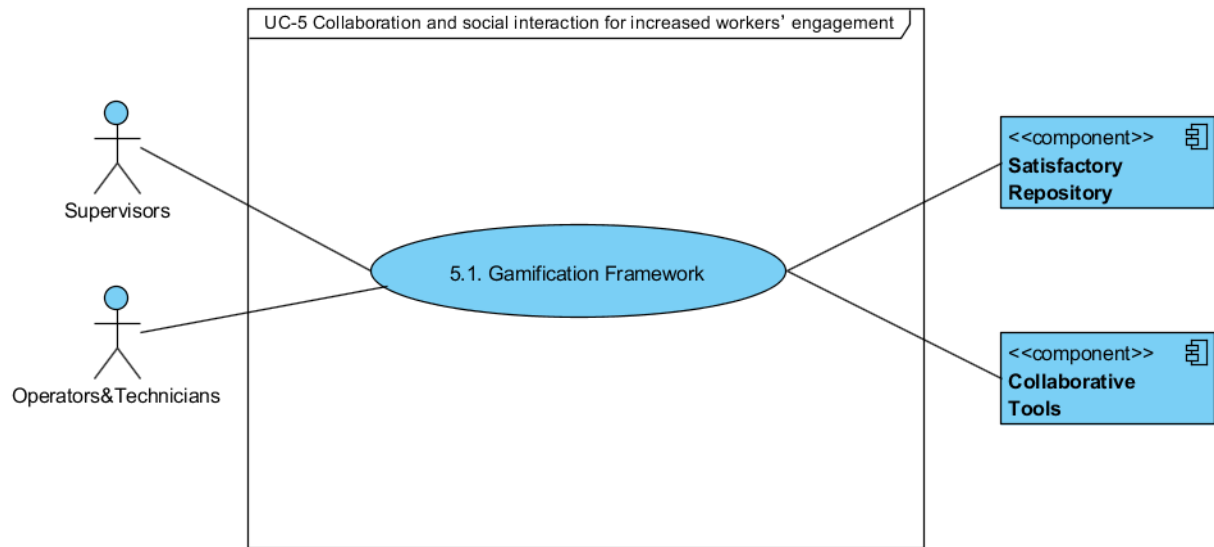 UC-5 Collaboration and social interaction for increased workers’ engagement
Supervisors
Operators&Technicians
5.1. Gamification Framework
<<component>>
Satisfactory
Repository
<<component>>
Collaborative
Tools